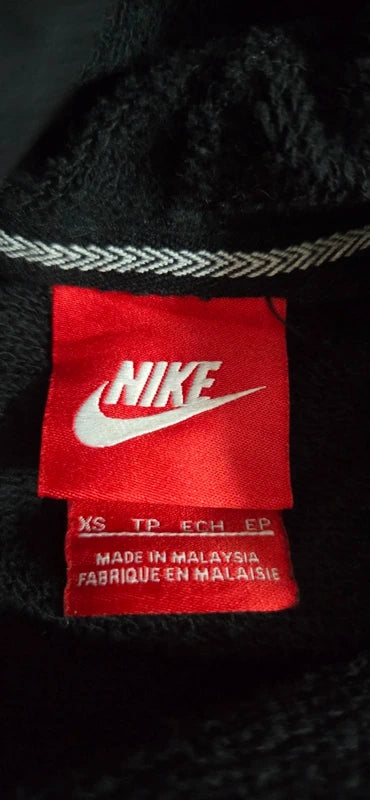 NIKE
XS TP ECH EP
MADE IN MALAYSIA
FABRIQUE EN MALAISIE